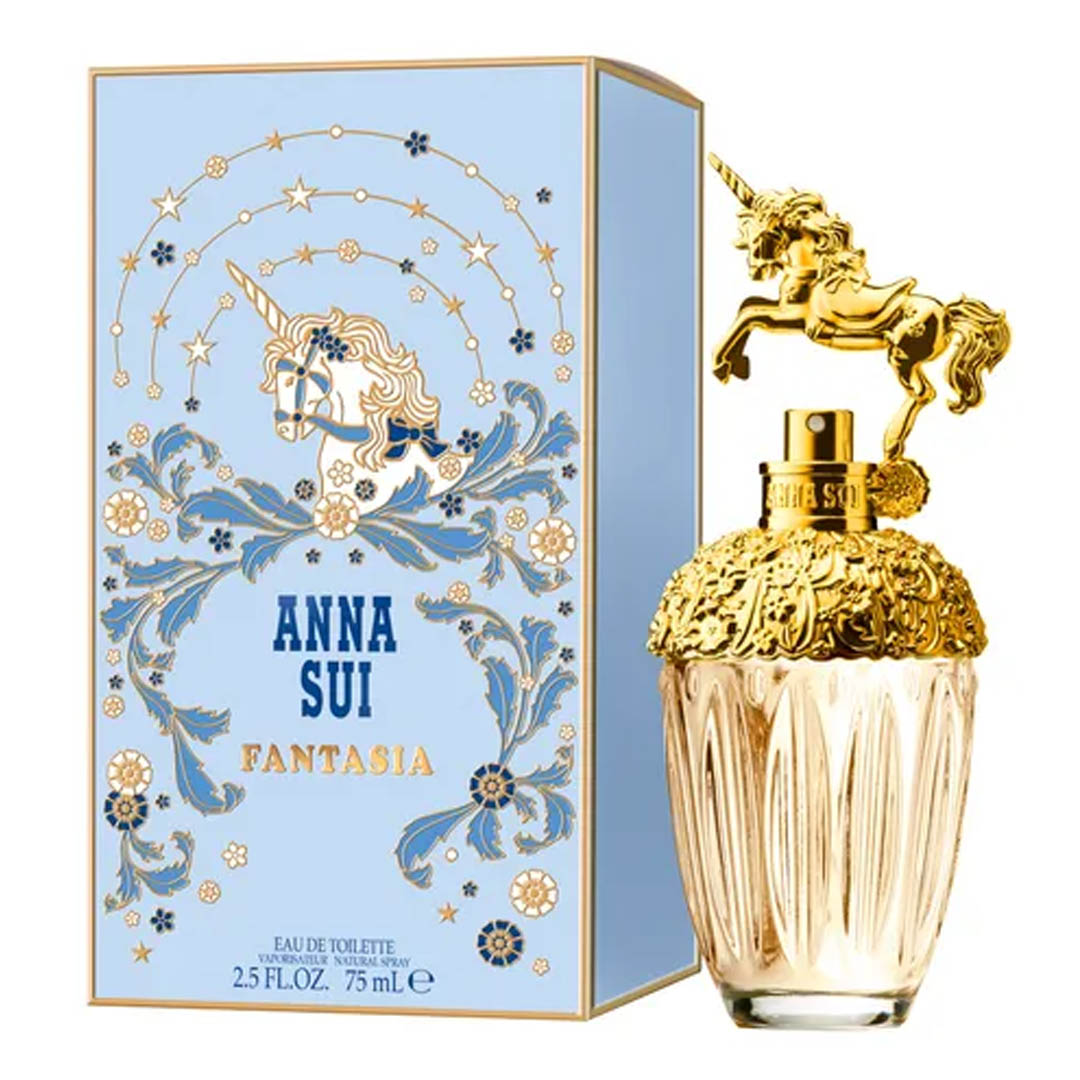 ANNA
SUI
FANTASIA
EAU DE TOILETTE
VAPORISATEUR NATURAL SPRAY
2.5 FL.OZ. 75 mL ℮
ANNA SUI